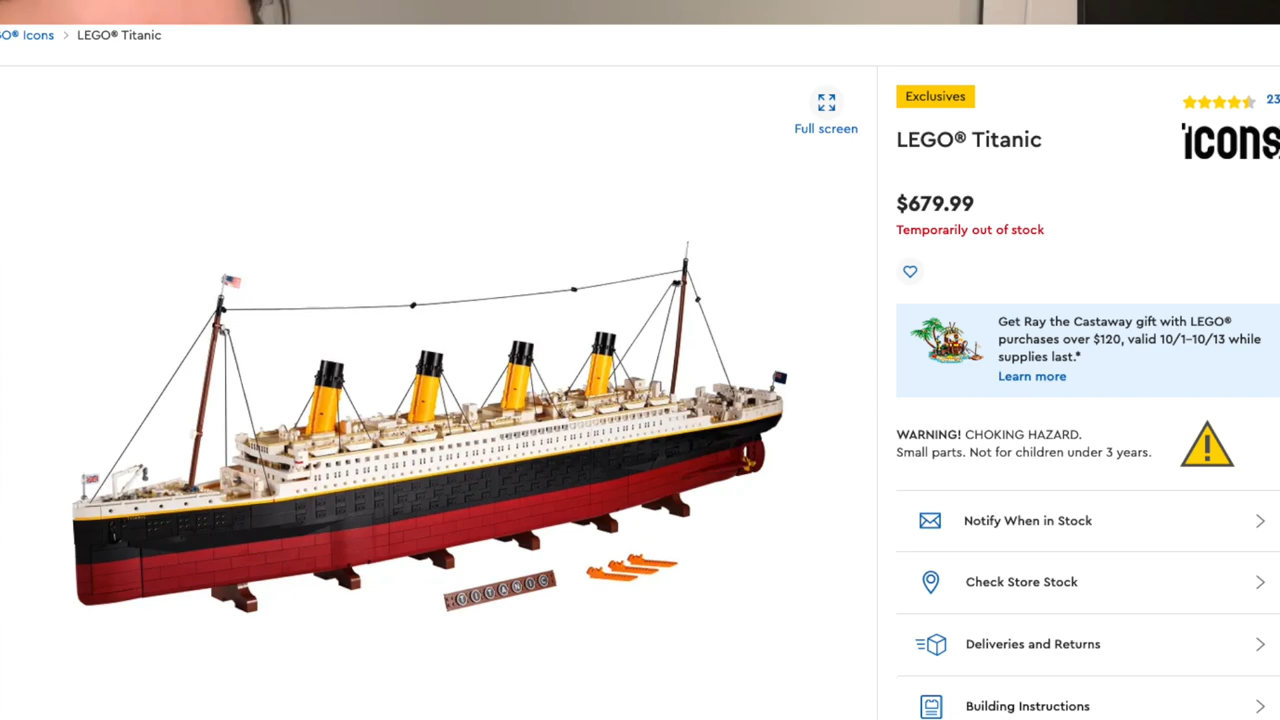 GO® Icons > LEGO® Titanic
Full screen
Exclusives
23
LEGO® Titanic
icons
$679.99
Temporarily out of stock
Get Ray the Castaway gift with LEGO®
purchases over $120, valid 10/1–10/13 while
supplies last.*
Learn more
WARNING! CHOKING HAZARD.
Small parts. Not for children under 3 years.
Notify When in Stock
Check Store Stock
Deliveries and Returns
Building Instructions
TITANIC